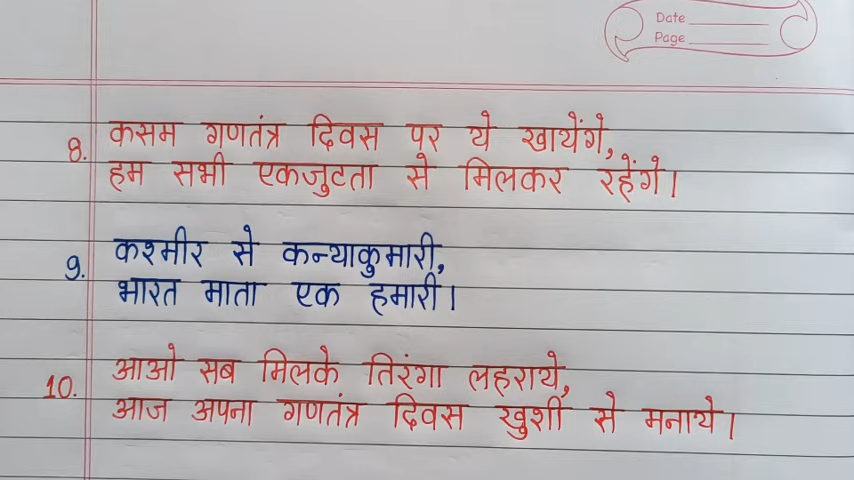 Date
Page
8. कसम गणतंत्र दिवस पर ये खायेंगे,
हम सभी एकजुटता से मिलकर रहेंगे।
9. कश्मीर से कन्याकुमारी,
भारत माता एक हमारी।
10. आओ सब मिलके तिरंगा लहराये,
आज अपना गणतंत्र दिवस खुशी से मनाये।